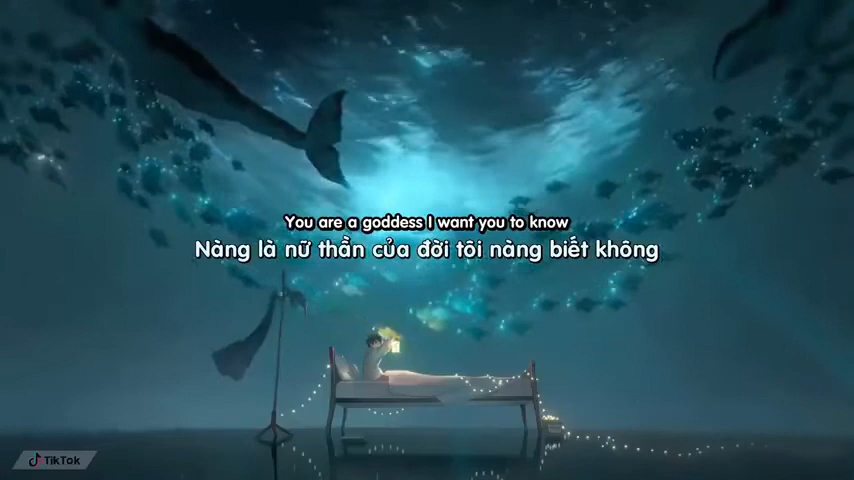 You are a goddess I want you to know
Nàng là nữ thần của đời tôi nàng biết không
TikTok